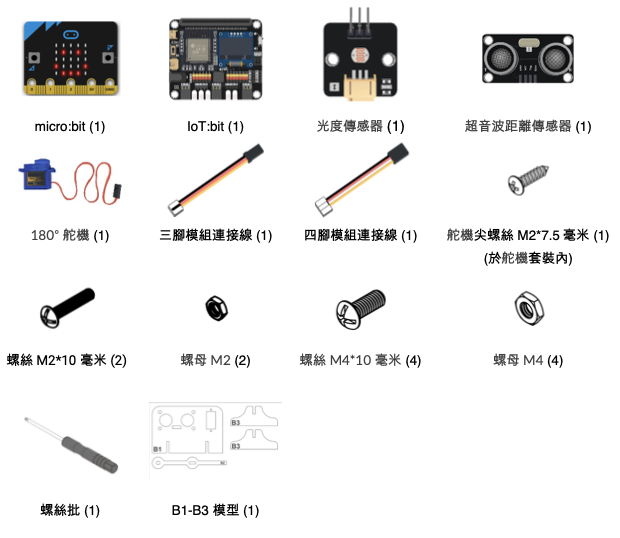 micro:bit (1)
IoT:bit (1)
光度傳感器 (1)
超音波距離傳感器 (1)
180° 舵機 (1)
三腳模組連接線 (1)
四腳模組連接線 (1)
舵機尖螺絲 M2*7.5 毫米 (1)
(於舵機套裝內)
螺絲 M2*10 毫米 (2)
螺母 M2 (2)
螺絲 M4*10 毫米 (4)
螺母 M4 (4)
B1
B3
B3
螺絲批 (1)
B1-B3 模型 (1)